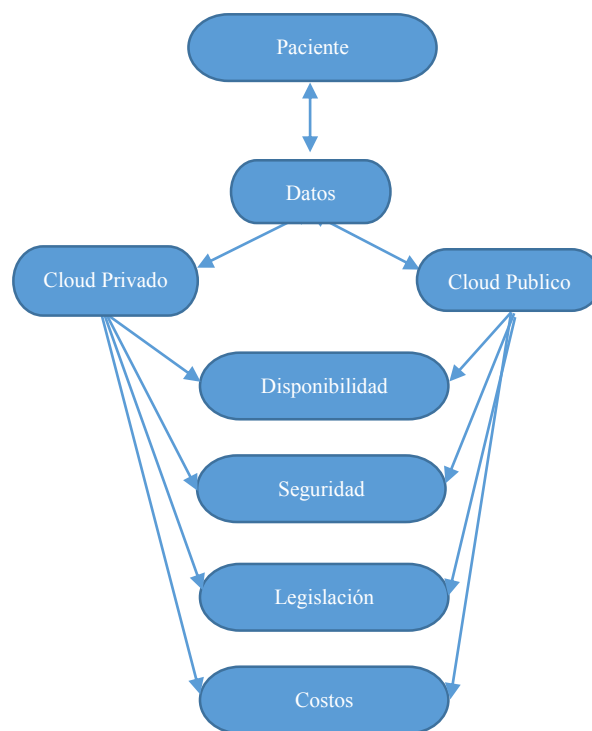 Paciente
Datos
Cloud Privado
Cloud Publico
Disponibilidad
Seguridad
Legislación
Costos